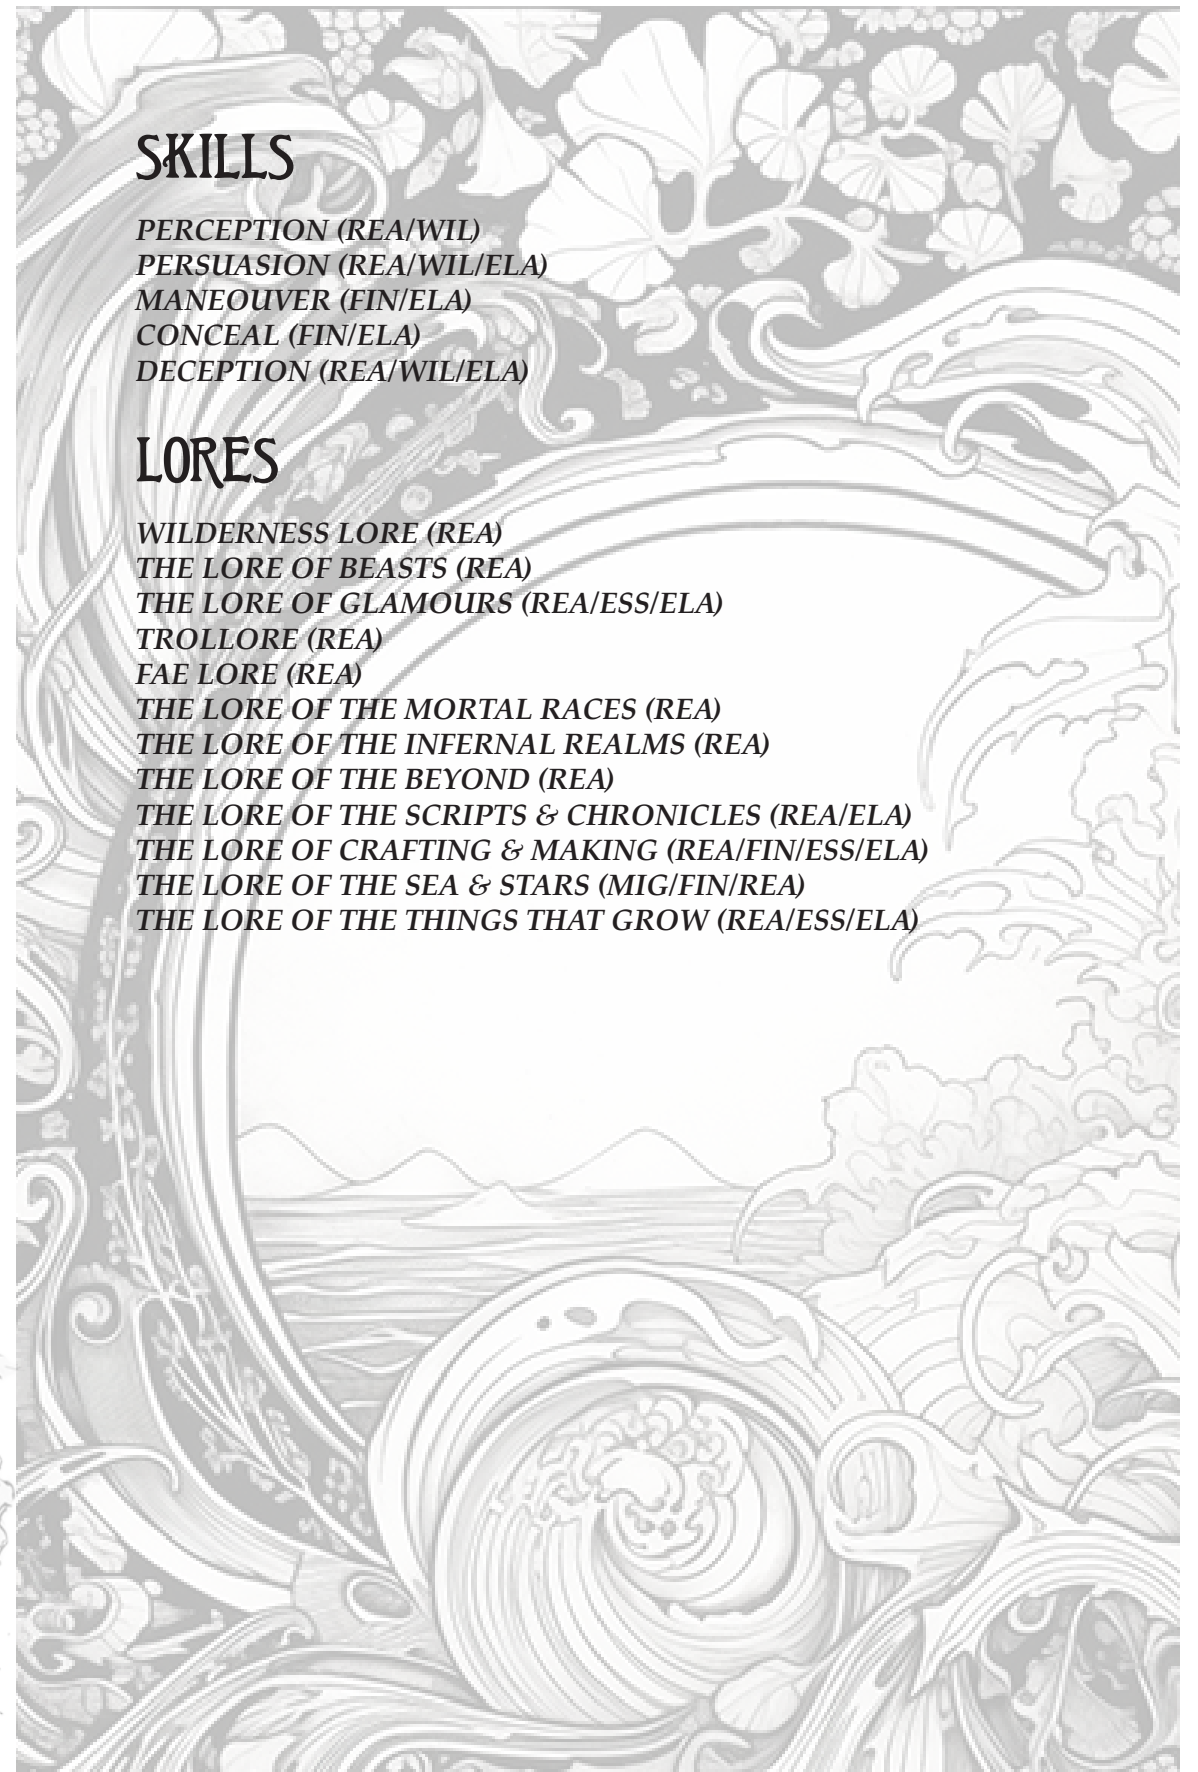 SKILLS
PERCEPTION (REA/WIL)
PERSUASION (REA/WIL/ELA)
MANEOUVER (FIN/ELA)
CONCEAL (FIN/ELA)
DECEPTION (REA/WIL/ELA)
LORES
WILDERNESS LORE (REA)
THE LORE OF BEASTS (REA)
THE LORE OF GLAMOURS (REA/ESS/ELA)
TROLLORE (REA)
FAE LORE (REA)
THE LORE OF THE MORTAL RACES (REA)
THE LORE OF THE INFERNAL REALMS (REA)
THE LORE OF THE BEYOND (REA)
THE LORE OF THE SCRIPTS & CHRONICLES (REA/ELA)
THE LORE OF CRAFTING & MAKING (REA/FIN/ESS/ELA)
THE LORE OF THE SEA & STARS (MIG/FIN/REA)
THE LORE OF THE THINGS THAT GROW (REA/ESS/ELA)